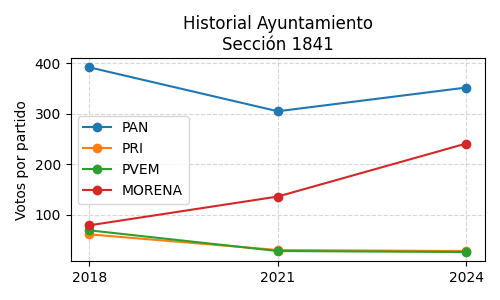 Historial Ayuntamiento
Sección 1841
Votos por partido
400
300
200
100
PAN
PRI
PVEM
MORENA
2018
2021
2024